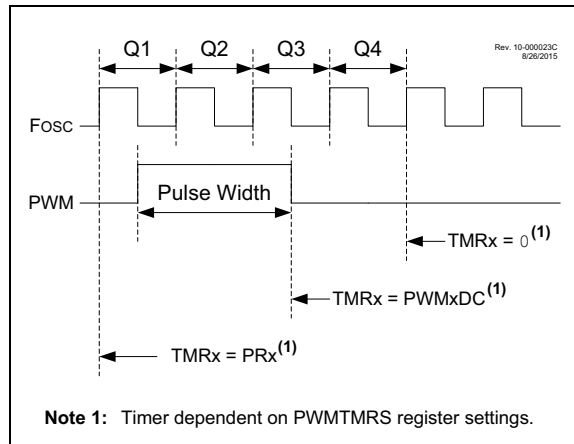 Q1 Q2 Q3 Q4
Rev. 10-000023C
8/26/2015
FOSC
PWM
Pulse Width
TMRx = 0(1)
TMRx = PWMxDC(1)
TMRx = PRx(1)
Note 1: Timer dependent on PWMTMRS register settings.